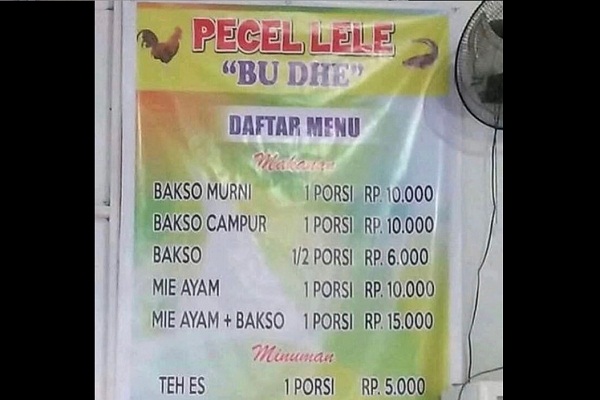 PECEL LELE
"BU DHE"
DAFTAR MENU
Makanan
BAKSO MURNI 1 PORSI RP. 10.000
BAKSO CAMPUR 1 PORSI RP. 10.000
BAKSO 1/2 PORSI RP. 6.000
MIE AYAM 1 PORSI RP. 10.000
MIE AYAM + BAKSO 1 PORSI RP. 15.000
Minuman
TEH ES 1 PORSI RP. 5.000